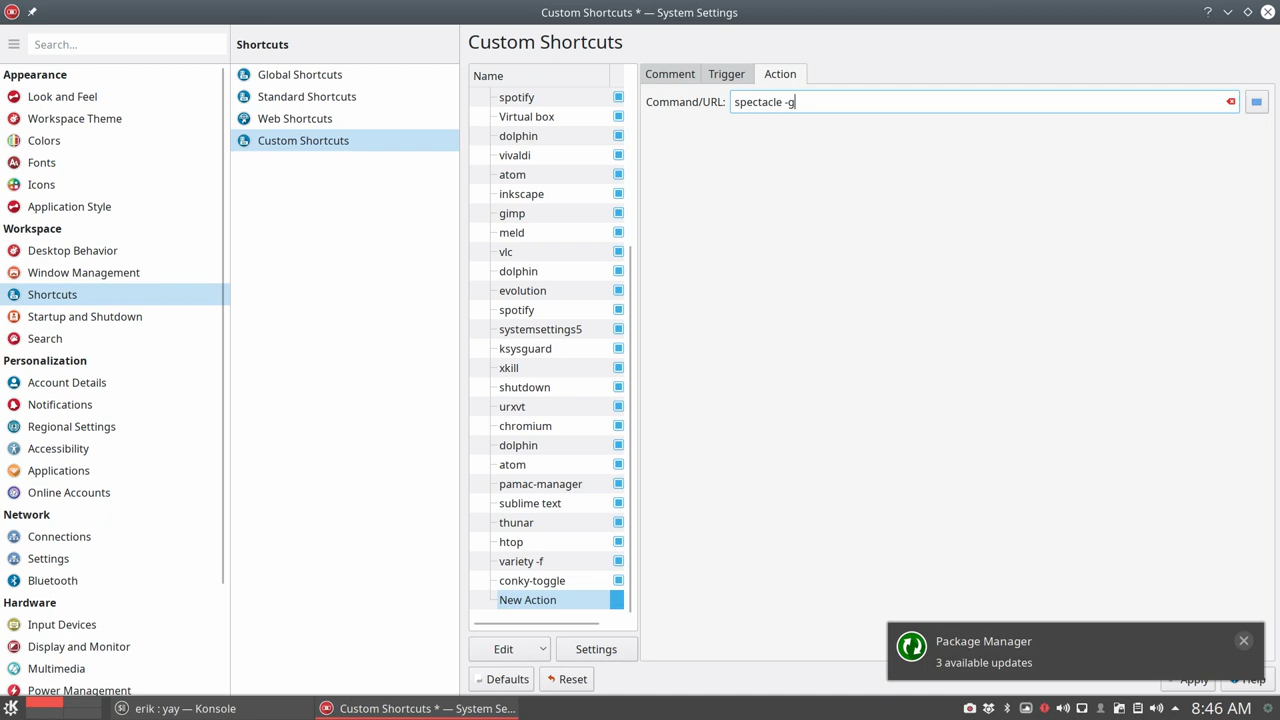 Custom Shortcuts * — System Settings
Search...
Appearance
Look and Feel
Workspace Theme
Colors
Fonts
Icons
Application Style
Workspace
Desktop Behavior
Window Management
Shortcuts
Startup and Shutdown
Search
Personalization
Account Details
Notifications
Regional Settings
Accessibility
Applications
Online Accounts
Network
Connections
Settings
Bluetooth
Hardware
Input Devices
Display and Monitor
Multimedia
Power Management
Shortcuts
Global Shortcuts
Standard Shortcuts
Web Shortcuts
Custom Shortcuts
Custom Shortcuts
Name
spotify
Virtual box
dolphin
vivaldi
atom
inkscape
gimp
meld
vlc
dolphin
evolution
spotify
systemsettings5
ksysguard
xkill
shutdown
urxvt
chromium
dolphin
atom
pamac-manager
sublime text
thunar
htop
variety -f
conky-toggle
New Action
Edit
Settings
Defaults
Reset
Comment
Trigger
Action
Command/URL:
spectacle -g
Package Manager
3 available updates
Apply
Help
erik : yay — Konsole
Custom Shortcuts * — System Se...
8:46 AM